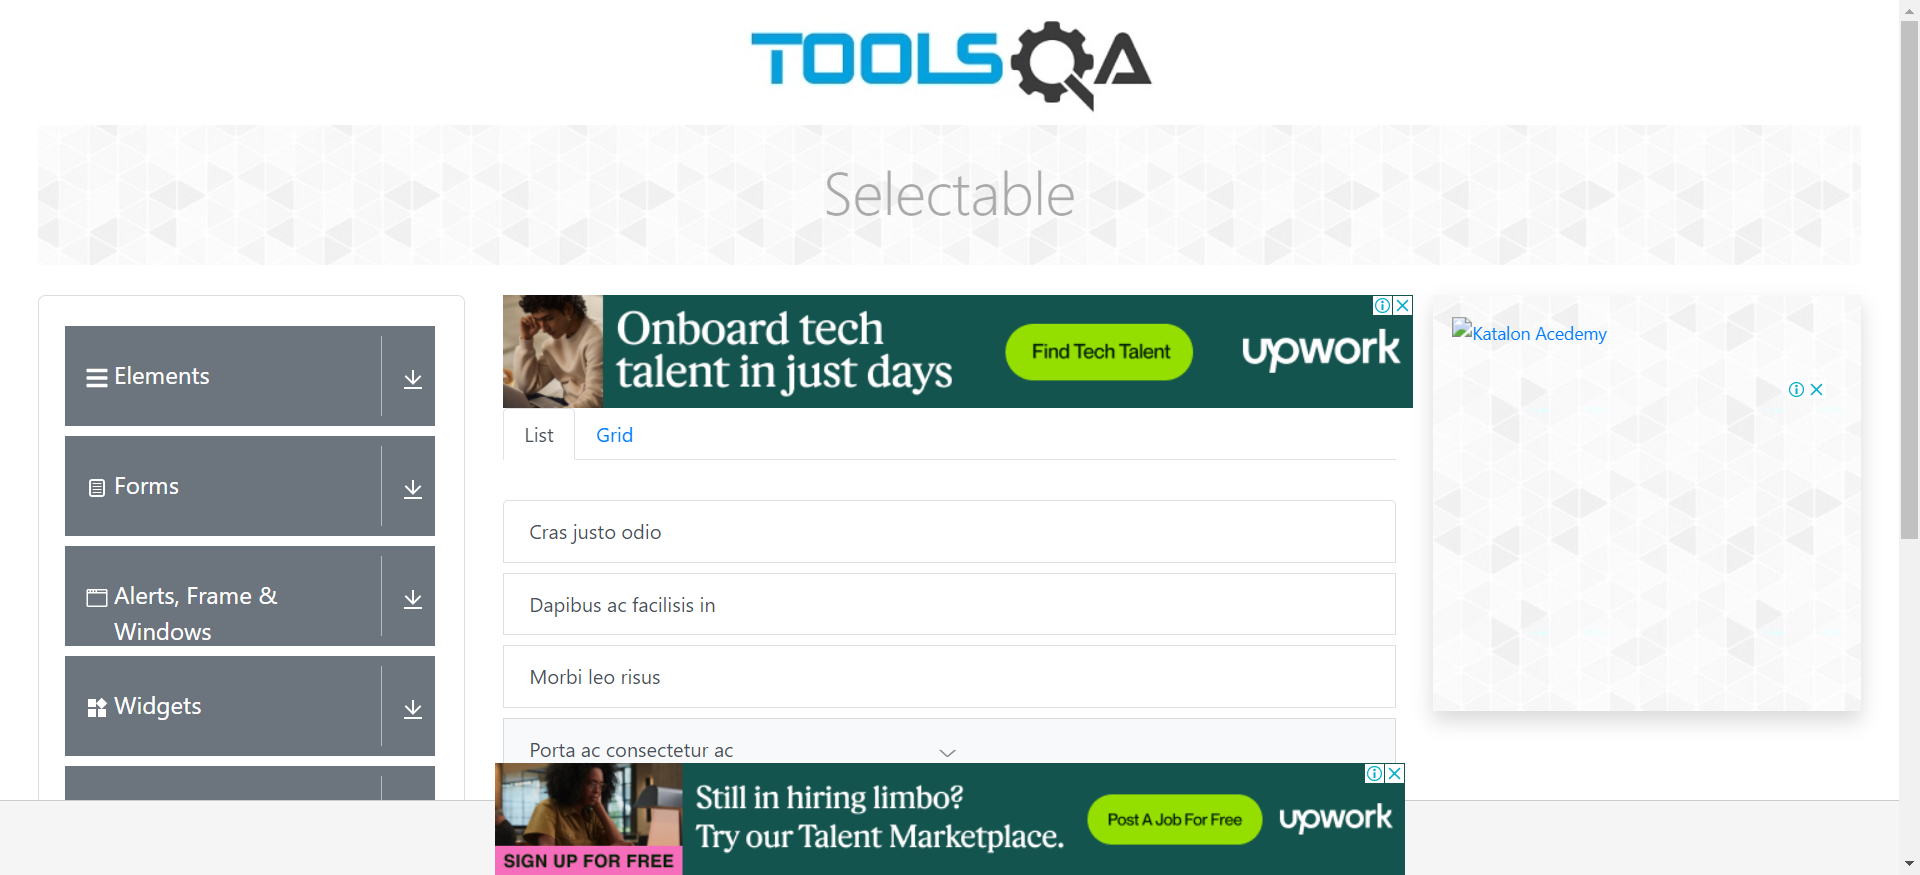 TOOLSQA
Selectable
Elements
Forms
Alerts, Frame &
Windows
Widgets
Onboard tech
talent in just days
Find Tech Talent
upwork
List
Grid
Cras justo odio
Dapibus ac facilisis in
Morbi leo risus
Porta ac consectetur ac
Katalon Acedemy
SIGN UP FOR FREE
Still in hiring limbo?
Try our Talent Marketplace.
Post A Job For Free
upwork